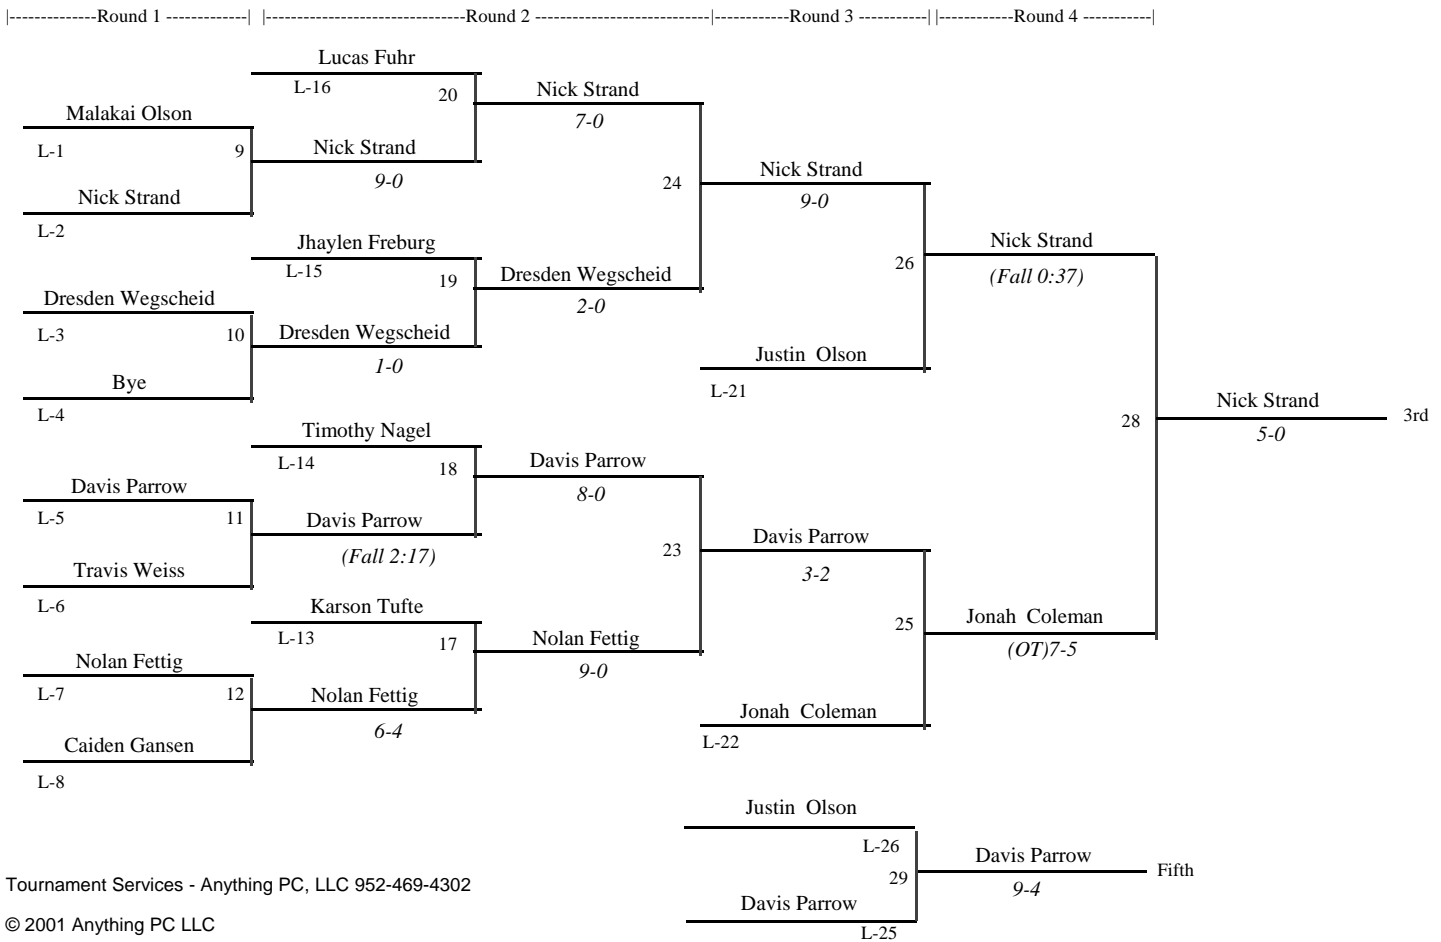 |-------------Round 1 -------------| |-------------------------------Round 2 ---------------------------|------------Round 3 -----------| |------------Round 4 -----------|
Lucas Fuhr
L-16
20
Nick Strand
7-0
Malakai Olson
L-1
9
Nick Strand
9-0
Nick Strand
L-2
24
Nick Strand
9-0
Jhaylen Freburg
L-15
19
Dresden Wegscheid
2-0
Dresden Wegscheid
L-3
10
Dresden Wegscheid
1-0
Bye
L-4
26
Nick Strand
(Fall 0:37)
Justin Olson
L-21
28
Nick Strand
5-0
3rd
Timothy Nagel
L-14
18
Davis Parrow
8-0
Davis Parrow
L-5
11
Davis Parrow
(Fall 2:17)
Travis Weiss
L-6
23
Davis Parrow
3-2
Karson Tufte
L-13
17
Nolan Fettig
9-0
Nolan Fettig
L-7
12
Nolan Fettig
6-4
Caiden Gansen
L-8
25
Jonah Coleman
(OT)7-5
Jonah Coleman
L-22
Justin Olson
L-26
29
Davis Parrow
9-4
Fifth
Davis Parrow
L-25
Tournament Services - Anything PC, LLC 952-469-4302
© 2001 Anything PC LLC